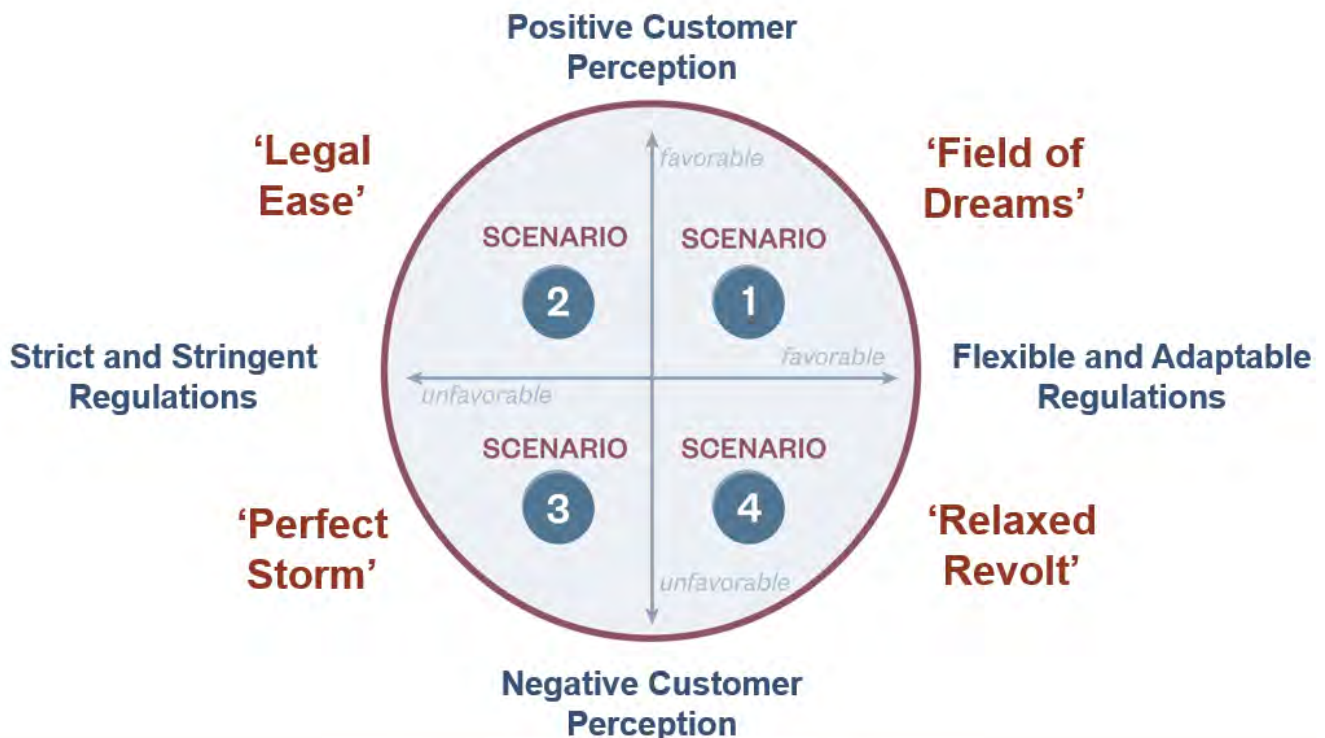 Positive Customer
Perception
‘Legal
Ease’
favorable
‘Field of
Dreams’
SCENARIO
SCENARIO
2
1
Strict and Stringent
Regulations
favorable
unfavorable
Flexible and Adaptable
Regulations
SCENARIO
SCENARIO
3
4
‘Perfect
Storm’
‘Relaxed
Revolt’
unfavorable
Negative Customer
Perception